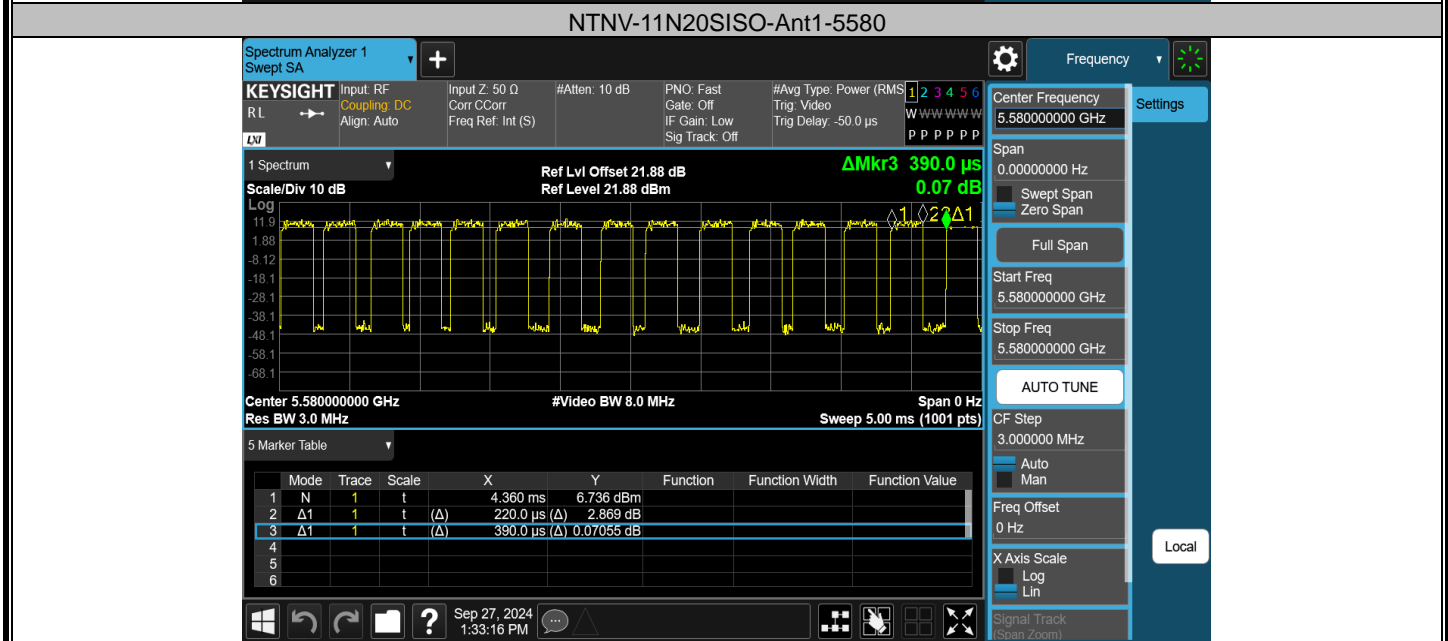 NTNV-11N20SISO-Ant1-5580
Spectrum Analyzer 1
Swept SA
Frequency
KEYSIGHT
RL
LXI
Input: RF
Coupling: DC
Align: Auto
Input Z: 50 Ω
Corr CCorr
Freq Ref: Int (S)
#Atten: 10 dB
PNO: Fast
Gate: Off
IF Gain: Low
Sig Track: Off
#Avg Type: Power (RMS
Trig: Video
Trig Delay: -50.0 µs
1 2 3 4 5 6
W W W W W W
P P P P P P
1 Spectrum
Scale/Div 10 dB
Ref Lvl Offset 21.88 dB
Ref Level 21.88 dBm
ΔMkr3 390.0 µs
0.07 dB
Log
11.9
1.88
-8.12
-18.1
-28.1
-38.1
-48.1
-58.1
-68.1
Center 5.580000000 GHz
#Video BW 8.0 MHz
Span 0 Hz
Res BW 3.0 MHz
Sweep 5.00 ms (1001 pts)
5 Marker Table
Mode Trace Scale X Y Function Function Width Function Value
1 N 1 t 4.360 ms 6.736 dBm
2 Δ1 1 t (Δ) 220.0 µs (Δ) 2.869 dB
3 Δ1 1 t (Δ) 390.0 µs (Δ) 0.07055 dB
4
5
6
Sep 27, 2024
1:33:16 PM
Center Frequency
5.580000000 GHz
Settings
Span
0.00000000 Hz
Swept Span
Zero Span
Full Span
Start Freq
5.580000000 GHz
Stop Freq
5.580000000 GHz
AUTO TUNE
CF Step
3.000000 MHz
Auto
Man
Freq Offset
0 Hz
X Axis Scale
Log
Lin
Local
Signal Track
(Span Zoom)